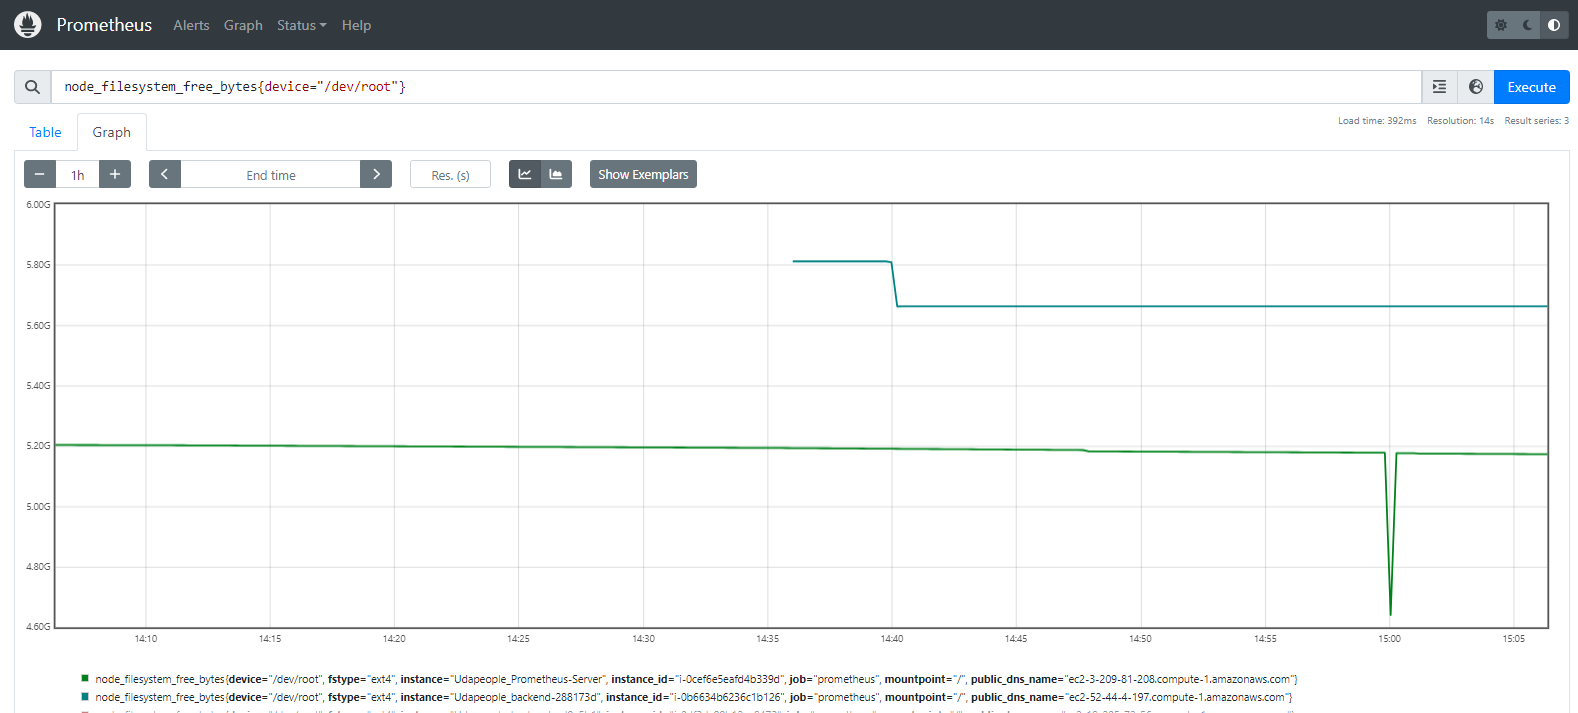 Prometheus Alerts Graph Status Help
node_filesystem_free_bytes{device="/dev/root"} Execute
Load time: 392ms Resolution: 14s Result series: 3
Table Graph
1h End time Res. (s) Show Exemplars
6.00G
5.80G
5.60G
5.40G
5.20G
5.00G
4.80G
4.60G
14:10 14:15 14:20 14:25 14:30 14:35 14:40 14:45 14:50 14:55 15:00 15:05
node_filesystem_free_bytes{device="/dev/root", fstype="ext4", instance="Udapeople_Prometheus-Server", instance_id="i-0cef6e5eafd4b339d", job="prometheus", mountpoint="/", public_dns_name="ec2-3-209-81-208.compute-1.amazonaws.com"}
node_filesystem_free_bytes{device="/dev/root", fstype="ext4", instance="Udapeople_backend-288173d", instance_id="i-0b6634b6236c1b126", job="prometheus", mountpoint="/", public_dns_name="ec2-52-44-4-197.compute-1.amazonaws.com"}